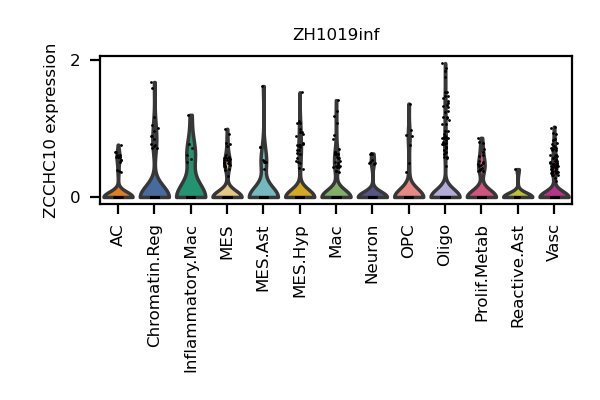 ZH1019inf
ZCCHC10 expression
2
0
AC
Chromatin.Reg
Inflammatory.Mac
MES
MES.Ast
MES.Hyp
Mac
Neuron
OPC
Oligo
Prolif.Metab
Reactive.Ast
Vasc